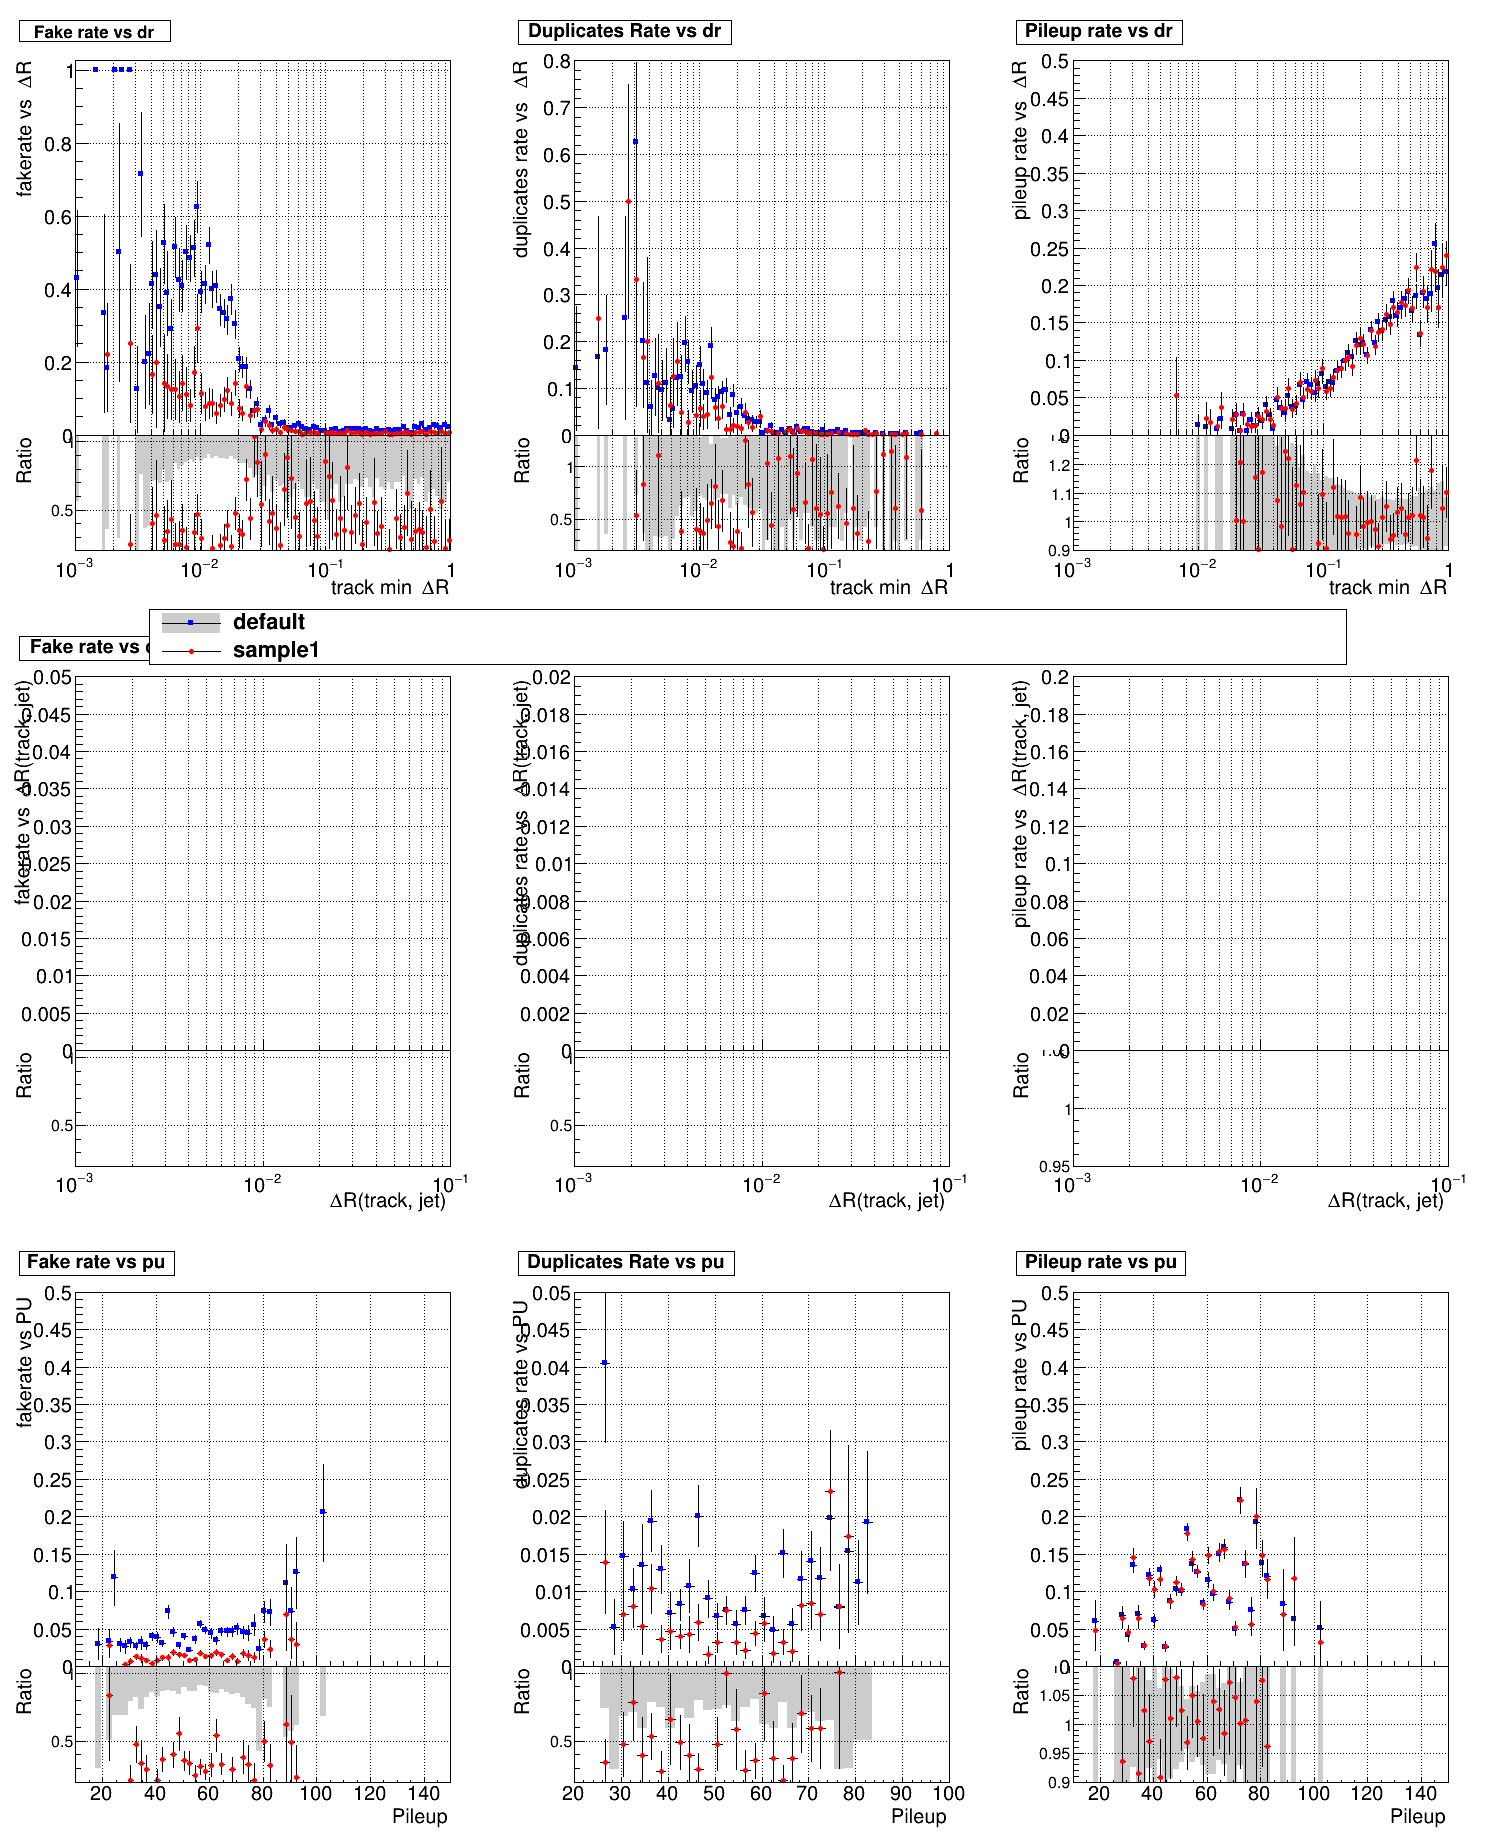 Fake rate vs dr
fakerate vs ΔR
1
0.8
0.6
0.4
0.2
0
Ratio
0.5
10−3 10−2 10−1 1
track min ΔR
Duplicates Rate vs dr
duplicates rate vs ΔR
0.8
0.7
0.6
0.5
0.4
0.3
0.2
0.1
0
Ratio
1
0.5
10−3 10−2 10−1 1
track min ΔR
Pileup rate vs dr
pileup rate vs ΔR
0.5
0.45
0.4
0.35
0.3
0.25
0.2
0.15
0.1
0.05
0
Ratio
1.2
1.1
1
0.9
10−3 10−2 10−1 1
track min ΔR
default
sample1
Fake rate vs
fakerate vs ΔR(track, jet)
0.05
0.045
0.04
0.035
0.03
0.025
0.02
0.015
0.01
0.005
0
Ratio
0.5
10−3 10−2 10−1
ΔR(track, jet)
duplicates rate vs ΔR(track, jet)
0.02
0.018
0.016
0.014
0.012
0.01
0.008
0.006
0.004
0.002
0
Ratio
0.5
10−3 10−2 10−1
ΔR(track, jet)
pileup rate vs ΔR(track, jet)
0.2
0.18
0.16
0.14
0.12
0.1
0.08
0.06
0.04
0.02
0
Ratio
1
0.95
10−3 10−2 10−1
ΔR(track, jet)
Fake rate vs pu
fakerate vs PU
0.5
0.45
0.4
0.35
0.3
0.25
0.2
0.15
0.1
0.05
0
Ratio
0.5
20 40 60 80 100 120 140
Pileup
Duplicates Rate vs pu
duplicates rate vs PU
0.05
0.045
0.04
0.035
0.03
0.025
0.02
0.015
0.01
0.005
0
Ratio
0.5
20 30 40 50 60 70 80 90 100
Pileup
Pileup rate vs pu
pileup rate vs PU
0.5
0.45
0.4
0.35
0.3
0.25
0.2
0.15
0.1
0.05
0
Ratio
1.05
1
0.95
0.9
20 40 60 80 100 120 140
Pileup